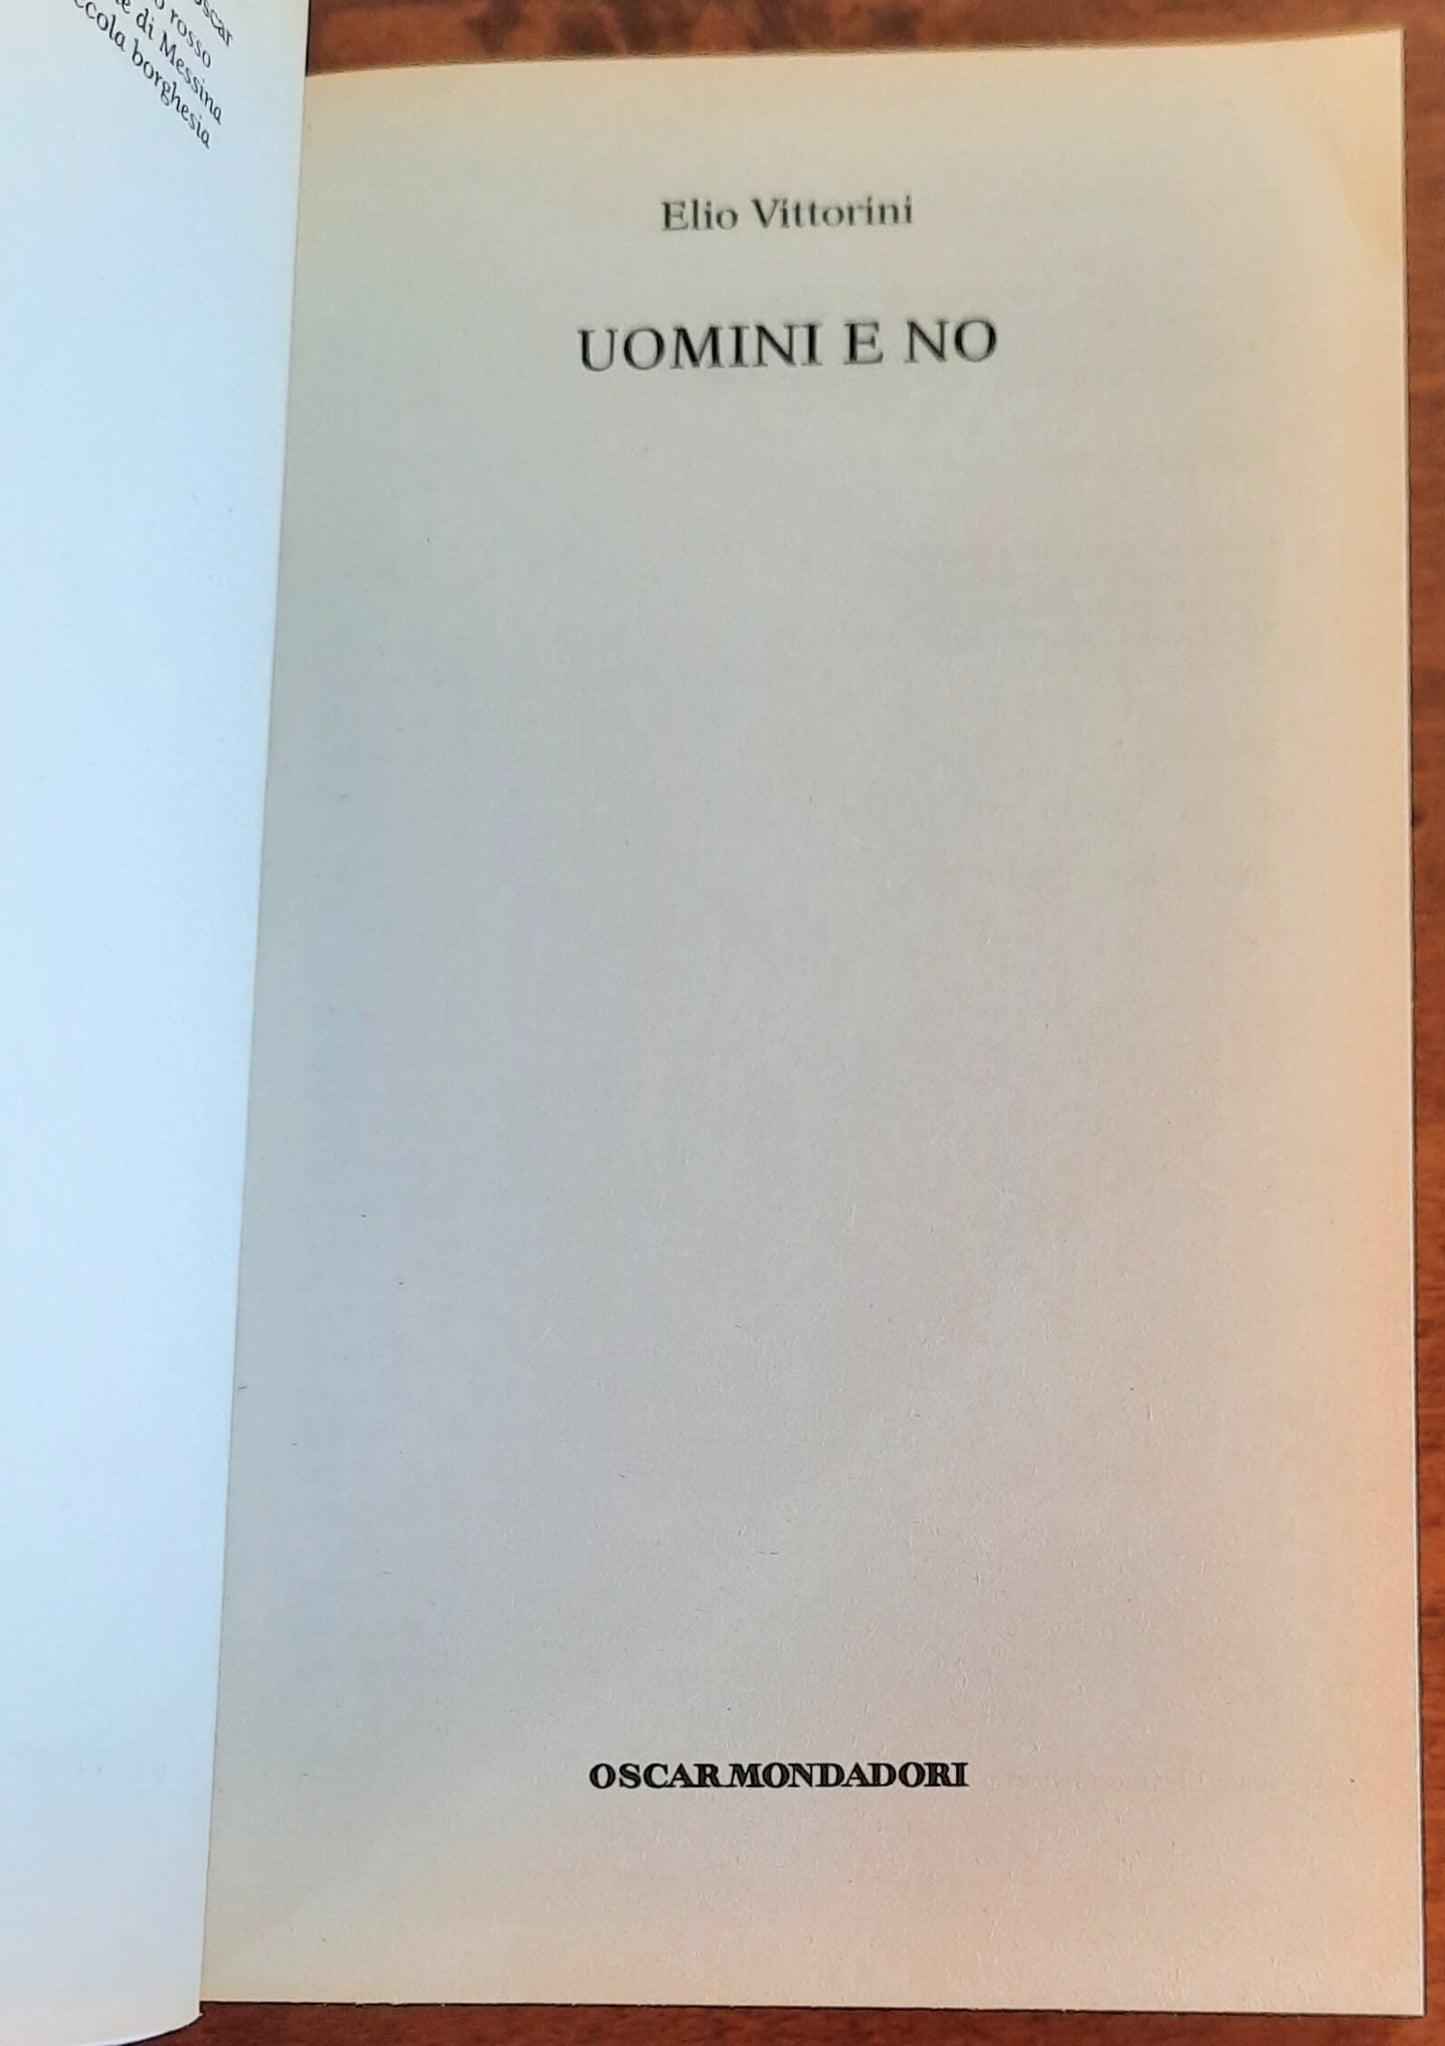 rosso
di Messina
borghesia
Elio Vittorini
UOMINI E NO
OSCAR MONDADORI